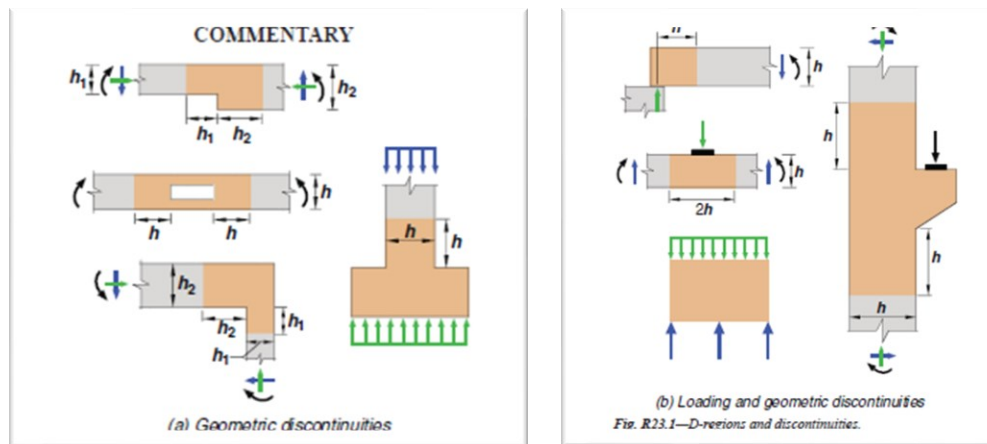 COMMENTARY
h₁
h₂
h₁
h₂
h
h
h
h
h
h₂
h₂
h₁
h₁
(a) Geometric discontinuities
h
h
h
2h
h
h
h
h
(b) Loading and geometric discontinuities
Fig. R23.1—D-regions and discontinuities.